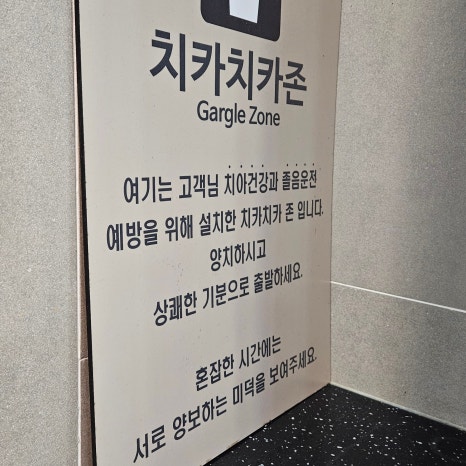 치카치카존
Gargle Zone
여기는 고객님 치아건강과 졸음운전
예방을 위해 설치한 치카치카 존 입니다.
양치하시고
상쾌한 기분으로 출발하세요.
혼잡한 시간에는
서로 양보하는 미덕을 보여주세요.